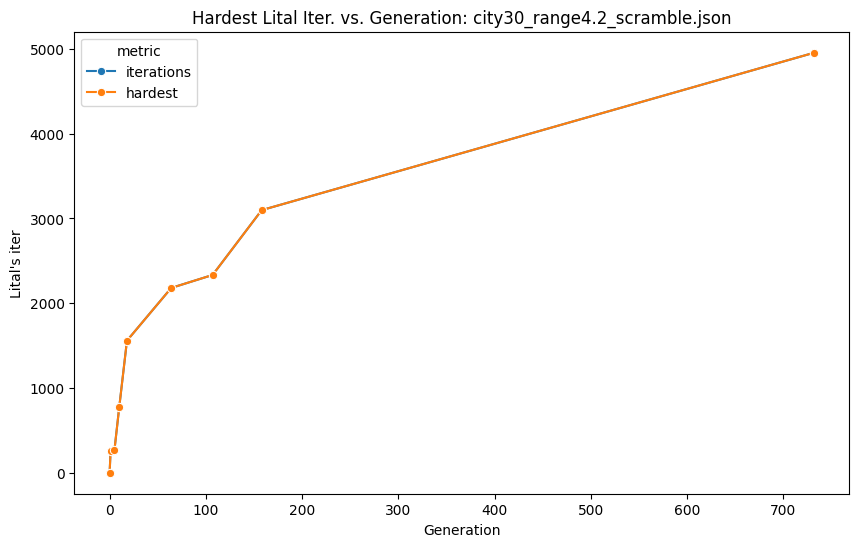 Hardest Lital Iter. vs. Generation: city30_range4.2_scramble.json
metric
iterations
hardest
Lital's iter
5000
4000
3000
2000
1000
0
0 100 200 300 400 500 600 700
Generation